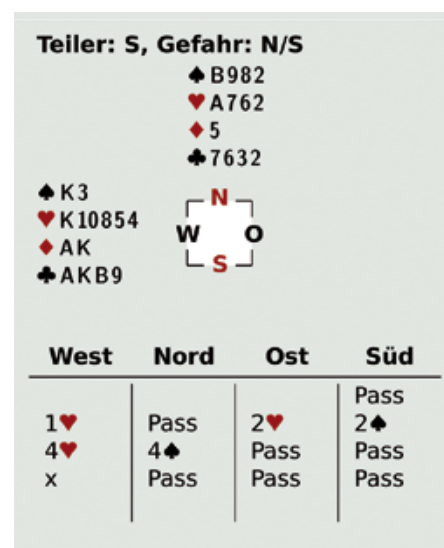 Teiler: S, Gefahr: N/S
♠ B982
♥ A762
♦ 5
♣ 7632
♠ K3
♥ K10854
♦ AK
♣ AKB9
N
W O
S
West Nord Ost Süd
Pass
1♥ Pass 2♥ 2♠
4♥ 4♠ Pass Pass
x Pass Pass Pass